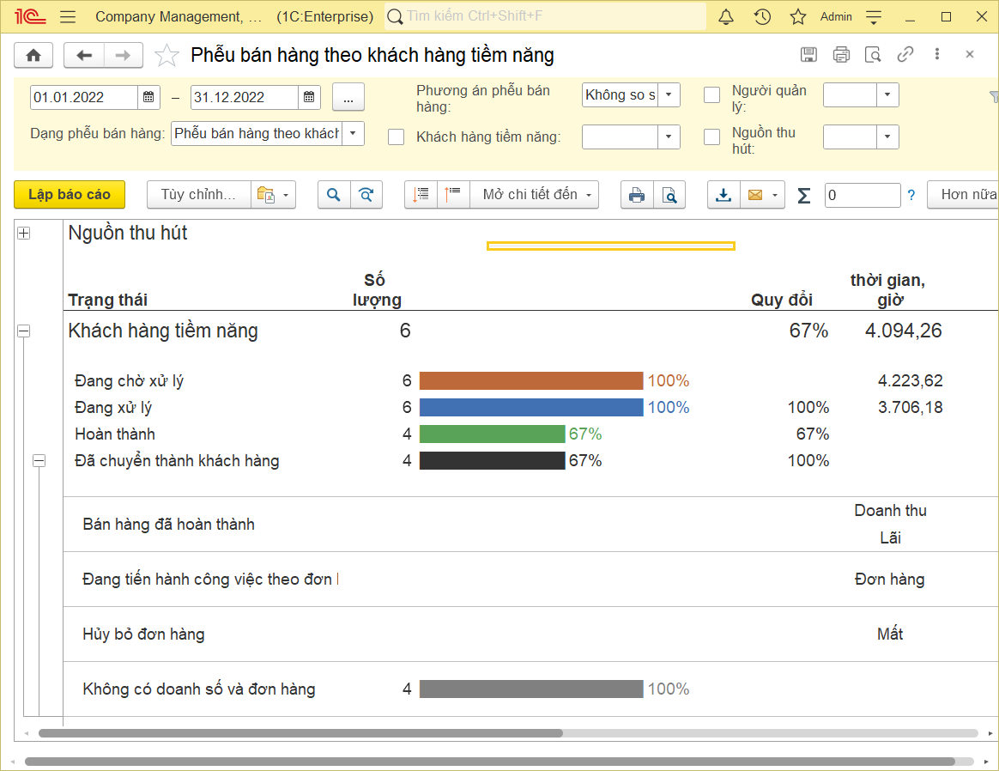 1C Company Management, ... (1C:Enterprise) Tìm kiếm Ctrl+Shift+F Admin
Phễu bán hàng theo khách hàng tiềm năng
01.01.2022 – 31.12.2022 ... Phương án phễu bán hàng: Không so s Người quản lý:
Dạng phễu bán hàng: Phễu bán hàng theo khách Khách hàng tiềm năng: Nguồn thu hút:
Lập báo cáo Tùy chỉnh... Mở chi tiết đến Σ 0 ? Hơn nữa
Nguồn thu hút
Trạng thái Số lượng Quy đổi thời gian, giờ
Khách hàng tiềm năng 6 67% 4.094,26
Đang chờ xử lý 6 100% 4.223,62
Đang xử lý 6 100% 100% 3.706,18
Hoàn thành 4 67% 67%
Đã chuyển thành khách hàng 4 67% 100%
Bán hàng đã hoàn thành Doanh thu
Lãi
Đang tiến hành công việc theo đơn Đơn hàng
Hủy bỏ đơn hàng Mất
Không có doanh số và đơn hàng 4 100%